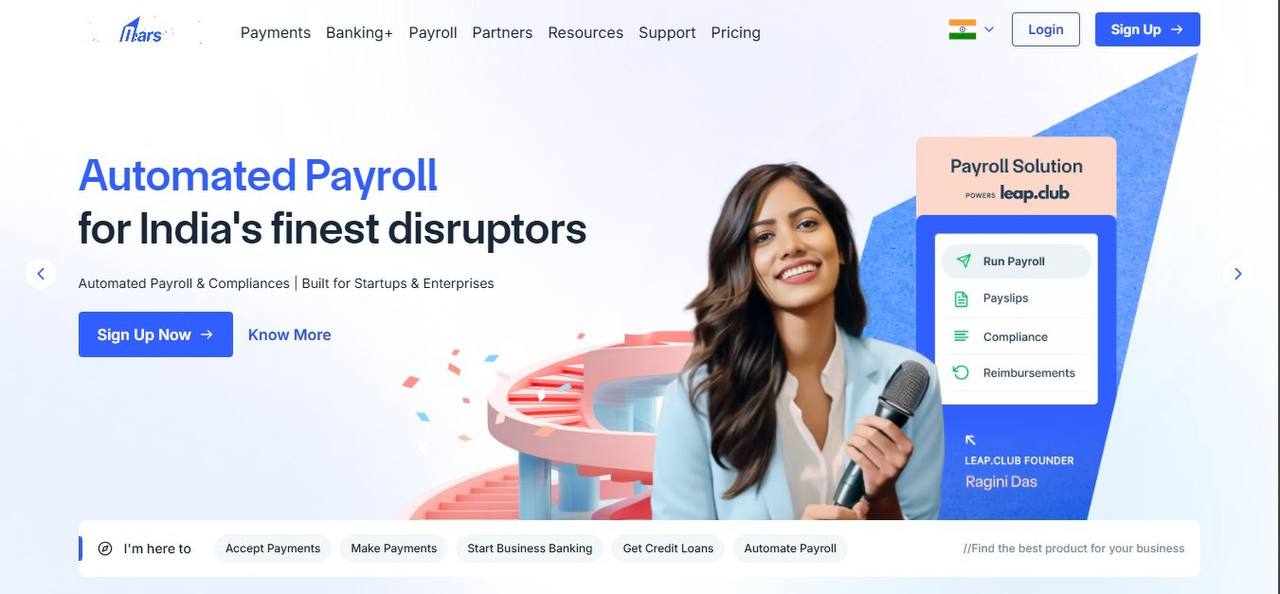 Mars
Payments Banking+ Payroll Partners Resources Support Pricing
Login
Sign Up
Automated Payroll
for India's finest disruptors
Automated Payroll & Compliances | Built for Startups & Enterprises
Sign Up Now
Know More
Payroll Solution
POWERS leap.club
Run Payroll
Payslips
Compliance
Reimbursements
LEAP.CLUB FOUNDER
Ragini Das
I'm here to
Accept Payments
Make Payments
Start Business Banking
Get Credit Loans
Automate Payroll
//Find the best product for your business